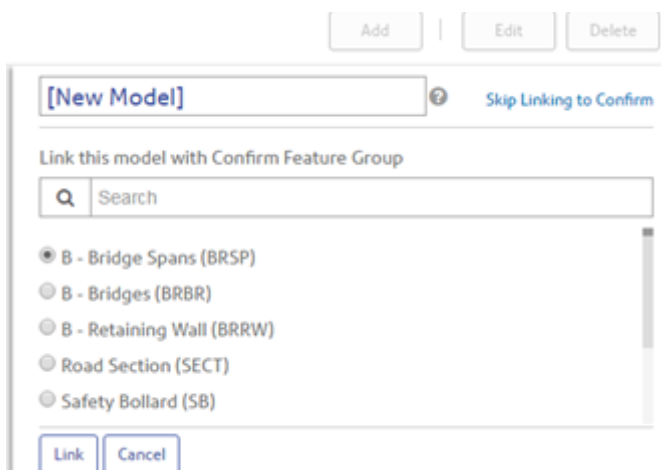 Add | Edit Delete
[New Model] Skip Linking to Confirm
Link this model with Confirm Feature Group
Search
B - Bridge Spans (BRSP)
B - Bridges (BRBR)
B - Retaining Wall (BRRW)
Road Section (SECT)
Safety Bollard (SB)
Link Cancel